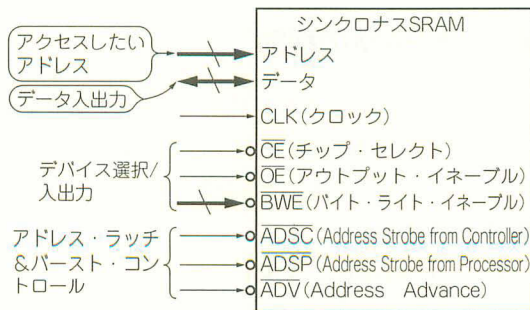 シンクロナスSRAM
アクセスしたい
アドレス
アドレス
データ
データ入出力
CLK(クロック)
デバイス選択/
入出力
CE(チップ・セレクト)
OE(アウトプット・イネーブル)
BWE(バイト・ライト・イネーブル)
アドレス・ラッチ
&バースト・コン
トロール
ADSC(Address Strobe from Controller)
ADSP(Address Strobe from Processor)
ADV(Address Advance)